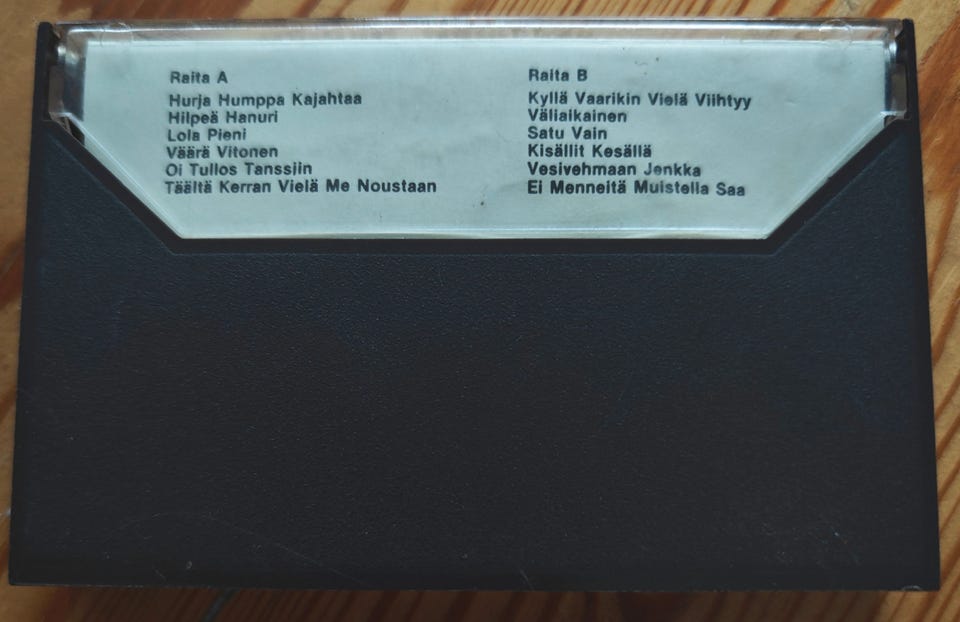 Raita A
Hurja Humppa Kajahtaa
Hilpeä Hanuri
Lola Pieni
Väärä Vitonen
Oi Tullos Tanssiin
Täältä Kerran Vielä Me Noustaan
Raita B
Kyllä Vaarikin Vielä Viihtyy
Väliaikainen
Satu Vain
Kisällit Kesällä
Vesivehmaan Jenkka
Ei Menneitä Muistella Saa